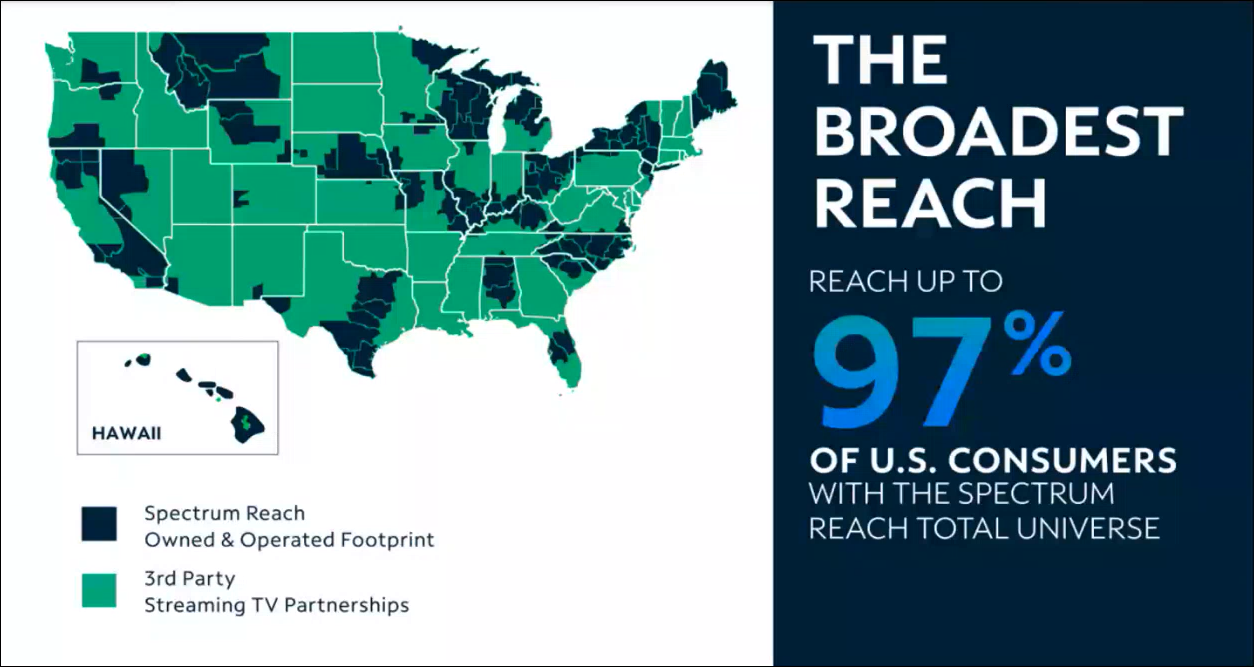 THE
BROADEST
REACH
REACH UP TO
97%
OF U.S. CONSUMERS
WITH THE SPECTRUM
REACH TOTAL UNIVERSE
HAWAII
Spectrum Reach
Owned & Operated Footprint
3rd Party
Streaming TV Partnerships